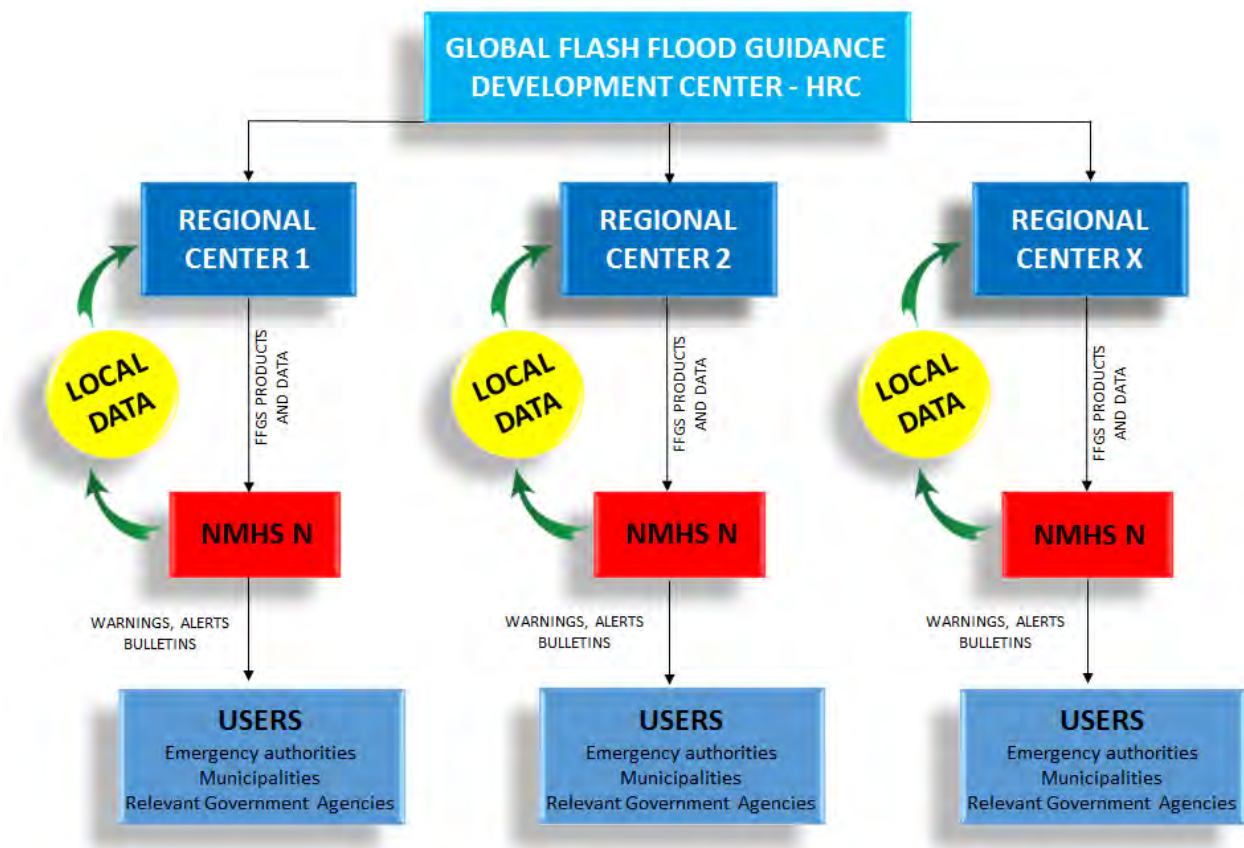 GLOBAL FLASH FLOOD GUIDANCE
DEVELOPMENT CENTER - HRC
REGIONAL
CENTER 1
REGIONAL
CENTER 2
REGIONAL
CENTER X
LOCAL
DATA
FFGS PRODUCTS
AND DATA
LOCAL
DATA
FFGS PRODUCTS
AND DATA
LOCAL
DATA
FFGS PRODUCTS
AND DATA
NMHS N
NMHS N
NMHS N
WARNINGS, ALERTS
BULLETINS
WARNINGS, ALERTS
BULLETINS
WARNINGS, ALERTS
BULLETINS
USERS
Emergency authorities
Municipalities
Relevant Government Agencies
USERS
Emergency authorities
Municipalities
Relevant Government Agencies
USERS
Emergency authorities
Municipalities
Relevant Government Agencies